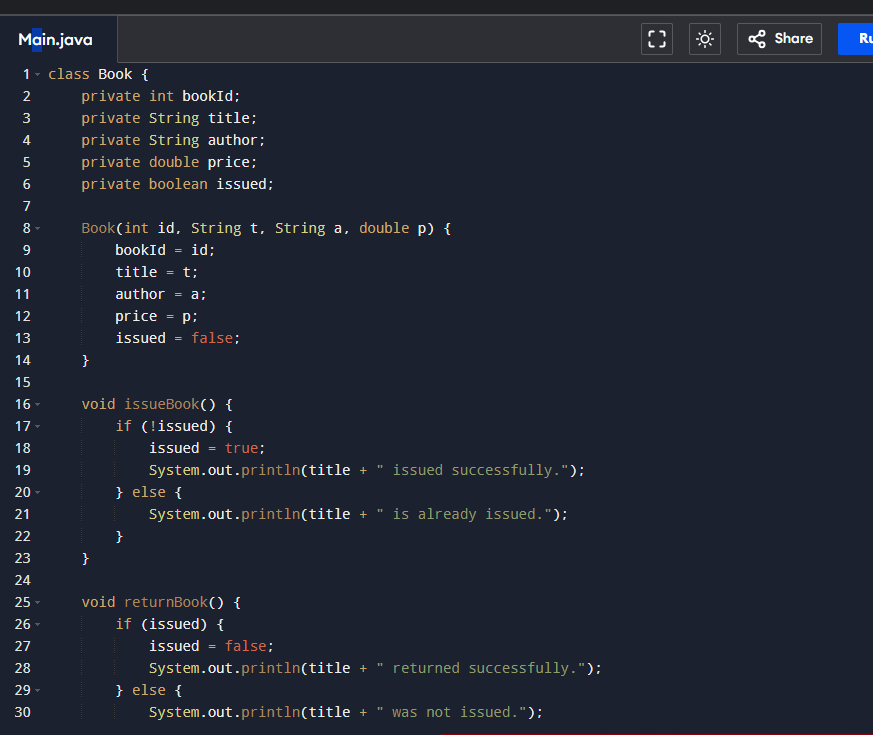 Main.java
Share
Ru
1 class Book {
2     private int bookId;
3     private String title;
4     private String author;
5     private double price;
6     private boolean issued;
7
8     Book(int id, String t, String a, double p) {
9         bookId = id;
10         title = t;
11         author = a;
12         price = p;
13         issued = false;
14     }
15
16     void issueBook() {
17         if (!issued) {
18             issued = true;
19             System.out.println(title + " issued successfully.");
20         } else {
21             System.out.println(title + " is already issued.");
22         }
23     }
24
25     void returnBook() {
26         if (issued) {
27             issued = false;
28             System.out.println(title + " returned successfully.");
29         } else {
30             System.out.println(title + " was not issued.");